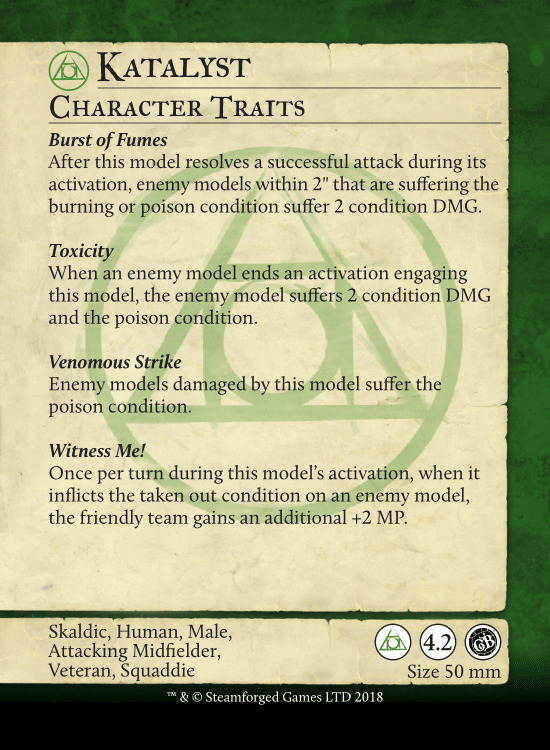 Katalyst
Character Traits
Burst of Fumes
After this model resolves a successful attack during its
activation, enemy models within 2" that are suffering the
burning or poison condition suffer 2 condition DMG.
Toxicity
When an enemy model ends an activation engaging
this model, the enemy model suffers 2 condition DMG
and the poison condition.
Venomous Strike
Enemy models damaged by this model suffer the
poison condition.
Witness Me!
Once per turn during this model's activation, when it
inflicts the taken out condition on an enemy model,
the friendly team gains an additional +2 MP.
Skaldic, Human, Male,
Attacking Midfielder,
Veteran, Squaddie
4.2
GB
Size 50 mm
™ & © Steamforged Games LTD 2018